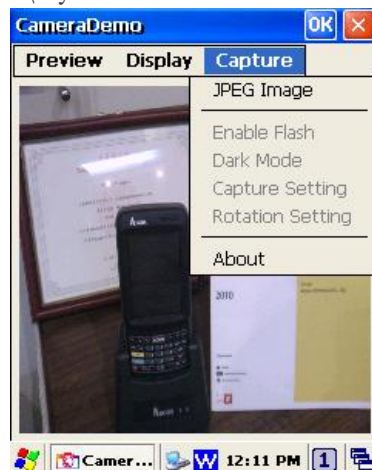 CameraDemo OK
Preview Display Capture
JPEG Image
Enable Flash
Dark Mode
Capture Setting
Rotation Setting
About
2010
Camer... W 12:11 PM 1